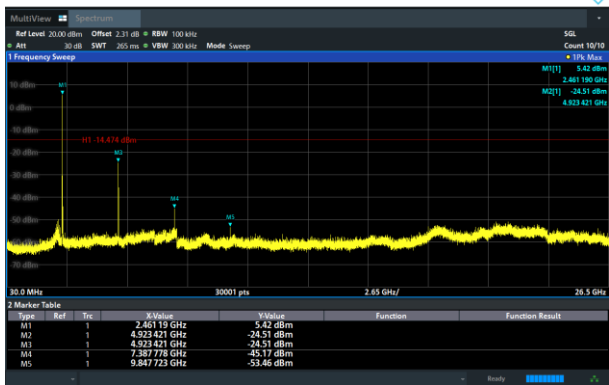 MultiView Spectrum
Ref Level 20.00 dBm Offset 2.31 dB RBW 100 kHz SGL
Att 30 dB SWT 265 ms VBW 300 kHz Mode Sweep Count 10/10
1 Frequency Sweep 1Pk Max
M1[1] 5.42 dBm
2.461 190 GHz
M2[1] -24.51 dBm
4.923 421 GHz
10 dBm
M1
0 dBm
-10 dBm
H1 -14.474 dBm
-20 dBm
M3
-30 dBm
-40 dBm
M4
-50 dBm
M5
-60 dBm
-70 dBm
30.0 MHz 30001 pts 2.65 GHz/ 26.5 GHz
2 Marker Table
Type Ref Trc X-Value Y-Value Function Function Result
M1 1 2.461 19 GHz 5.42 dBm
M2 1 4.923 421 GHz -24.51 dBm
M3 1 4.923 421 GHz -24.51 dBm
M4 1 7.387 778 GHz -45.17 dBm
M5 1 9.847 723 GHz -53.46 dBm
Ready